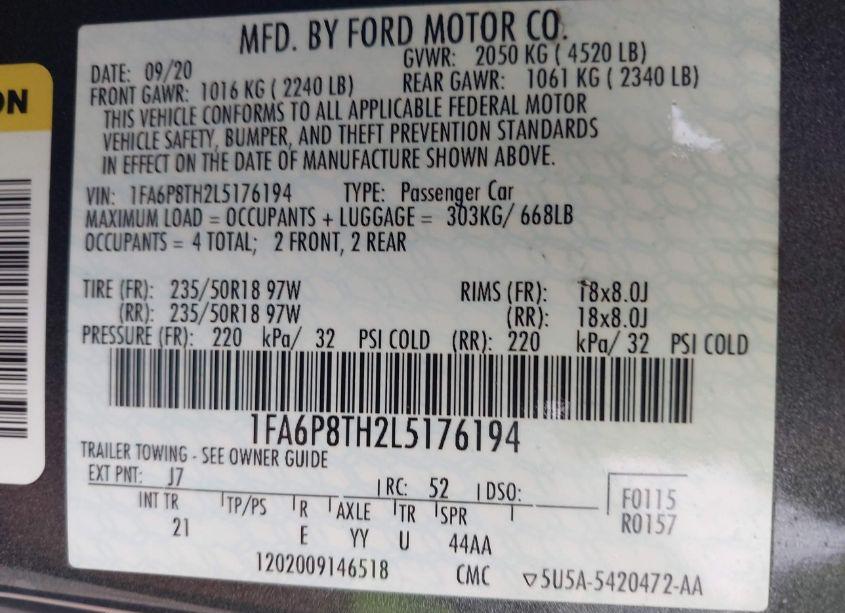 MFD. BY FORD MOTOR CO.
DATE: 09/20 GVWR: 2050 KG ( 4520 LB)
FRONT GAWR: 1016 KG ( 2240 LB) REAR GAWR: 1061 KG ( 2340 LB)
THIS VEHICLE CONFORMS TO ALL APPLICABLE FEDERAL MOTOR
VEHICLE SAFETY, BUMPER, AND THEFT PREVENTION STANDARDS
IN EFFECT ON THE DATE OF MANUFACTURE SHOWN ABOVE.
ON
VIN: 1FA6P8TH2L5176194 TYPE: Passenger Car
MAXIMUM LOAD = OCCUPANTS + LUGGAGE = 303KG/ 668LB
OCCUPANTS = 4 TOTAL; 2 FRONT, 2 REAR
TIRE (FR): 235/50R18 97W RIMS (FR): 18x8.0J
(RR): 235/50R18 97W (RR): 18x8.0J
PRESSURE (FR): 220 kPa/ 32 PSI COLD (RR): 220 kPa/ 32 PSI COLD
1FA6P8TH2L5176194
TRAILER TOWING - SEE OWNER GUIDE
EXT PNT: J7 RC: 52 DSO:
F0115
R0157
INT TR TP/PS R AXLE TR SPR
21 E YY U 44AA
1202009146518 CMC ▽5U5A-5420472-AA